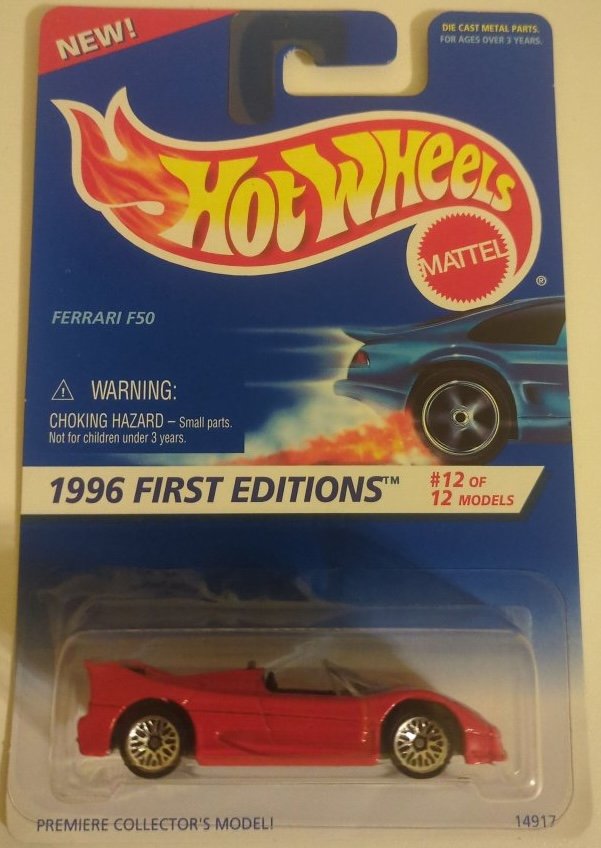 NEW!
DIE CAST METAL PARTS.
FOR AGES OVER 3 YEARS.
Hot Wheels
MATTEL
®
FERRARI F50
⚠ WARNING:
CHOKING HAZARD – Small parts.
Not for children under 3 years.
1996 FIRST EDITIONS™
#12 OF
12 MODELS
PREMIERE COLLECTOR'S MODEL!
14917